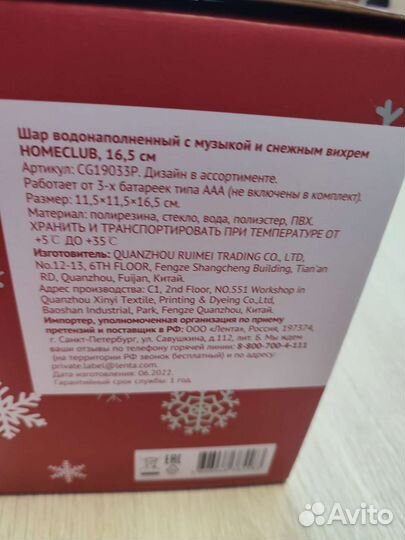 Шар водонаполненный с музыкой и снежным вихрем
HOMECLUB, 16,5 см
Артикул: CG19033P. Дизайн в ассортименте.
Работает от 3-х батареек типа ААА (не включены в комплект).
Размер: 11,5×11,5×16,5 см.
Материал: полирезина, стекло, вода, полиэстер, ПВХ.
ХРАНИТЬ И ТРАНСПОРТИРОВАТЬ ПРИ ТЕМПЕРАТУРЕ ОТ
+5°С ДО +35°С
Изготовитель: QUANZHOU RUIMEI TRADING CO., LTD,
No.12-13, 6TH FLOOR, Fengze Shangcheng Building, Tian'an
RD, Quanzhou, Fujian, Китай.
Адрес производства: C1, 2nd Floor, NO.551 Workshop in
Quanzhou Xinyi Textile, Printing & Dyeing Co,Ltd,
Baoshan Industrial, Park, Fengze Quanzhou, Китай.
Импортер, уполномоченная организация по приему
претензий и поставщик в РФ: ООО «Лента», Россия, 197374,
г. Санкт-Петербург, ул. Савушкина, д.112, лит. Б. Мы ждем
ваши отзывы по телефону горячей линии: 8-800-700-4-111
(на территории РФ звонок бесплатный) и по адресу:
private.label@lenta.com.
Дата изготовления: 06.2022.
Гарантийный срок службы: 1 год.
EAC
Avito